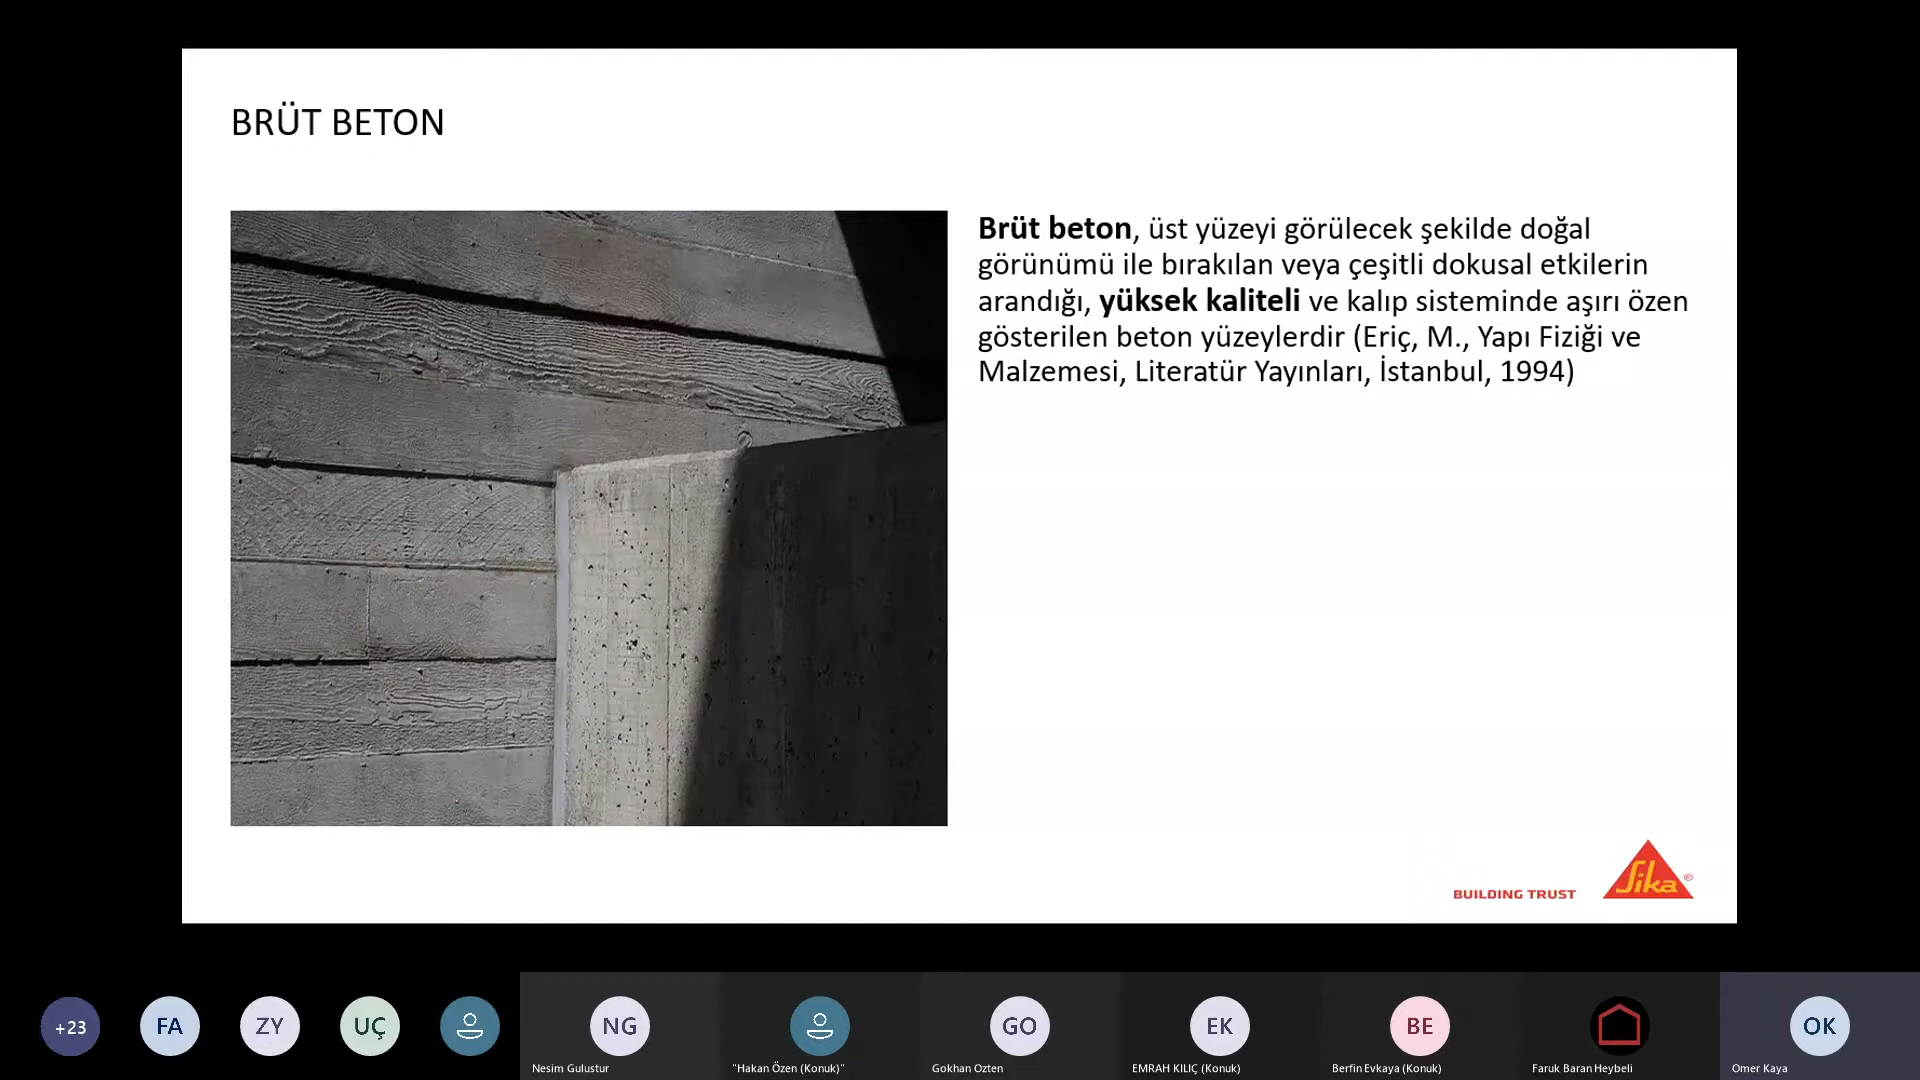 BRÜT BETON
Brüt beton, üst yüzeyi görülecek şekilde doğal
görünümü ile bırakılan veya çeşitli dokusal etkilerin
arandığı, yüksek kaliteli ve kalıp sisteminde aşırı özen
gösterilen beton yüzeylerdir (Eriç, M., Yapı Fiziği ve
Malzemesi, Literatür Yayınları, İstanbul, 1994)
BUILDING TRUST
Sika®
+23
FA
ZY
UÇ
NG
GO
EK
BE
OK
Nesim Gulustur
"Hakan Özen (Konuk)"
Gokhan Ozten
EMRAH KILIÇ (Konuk)
Berfin Evkaya (Konuk)
Faruk Baran Heybeli
Omer Kaya